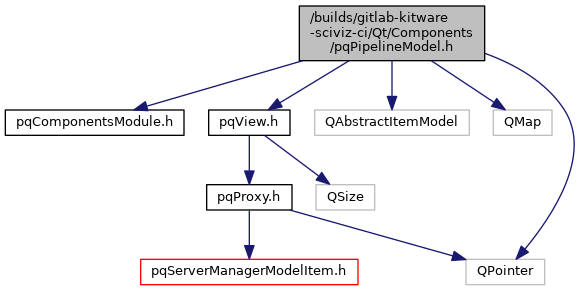 /builds/gitlab-kitware
-sciviz-ci/Qt/Components
/pqPipelineModel.h
pqComponentsModule.h
pqView.h
QAbstractItemModel
QMap
pqProxy.h
QSize
pqServerManagerModelItem.h
QPointer